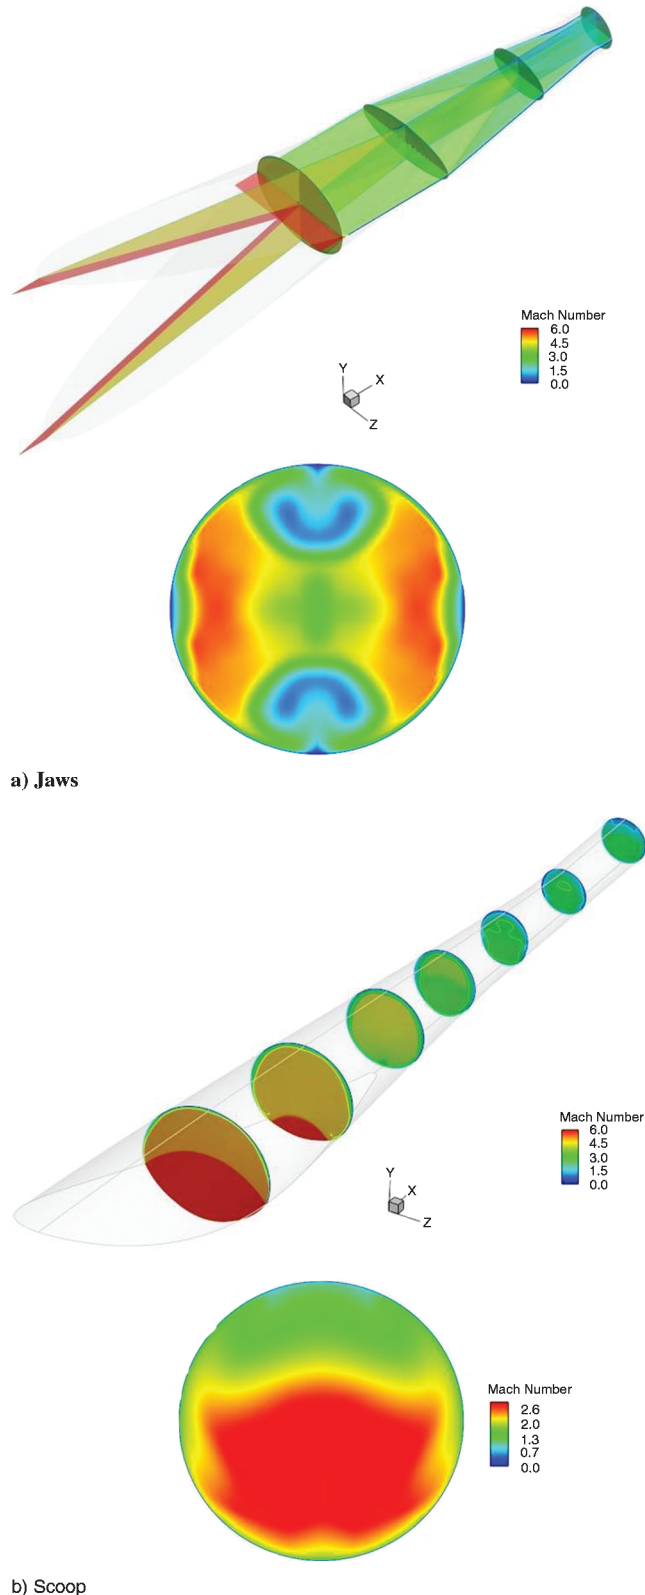 Mach Number
6.0
4.5
3.0
1.5
0.0
Y
X
Z
a) Jaws
Mach Number
6.0
4.5
3.0
1.5
0.0
Y
X
Z
Mach Number
2.6
2.0
1.3
0.7
0.0
b) Scoop